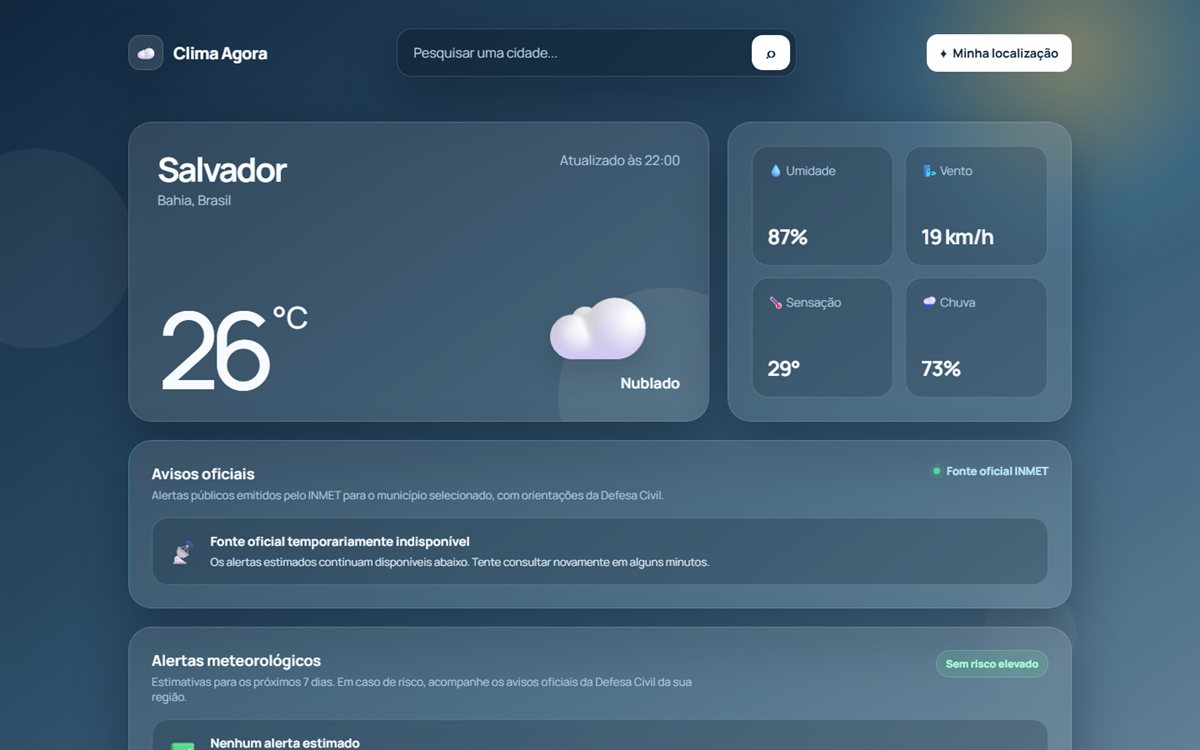 Clima Agora
Pesquisar uma cidade...
Minha localização
Salvador
Bahia, Brasil
Atualizado às 22:00
26 °C
Nublado
Umidade
87%
Vento
19 km/h
Sensação
29°
Chuva
73%
Avisos oficiais
Alertas públicos emitidos pelo INMET para o município selecionado, com orientações da Defesa Civil.
Fonte oficial INMET
Fonte oficial temporariamente indisponível
Os alertas estimados continuam disponíveis abaixo. Tente consultar novamente em alguns minutos.
Alertas meteorológicos
Estimativas para os próximos 7 dias. Em caso de risco, acompanhe os avisos oficiais da Defesa Civil da sua
região.
Sem risco elevado
Nenhum alerta estimado